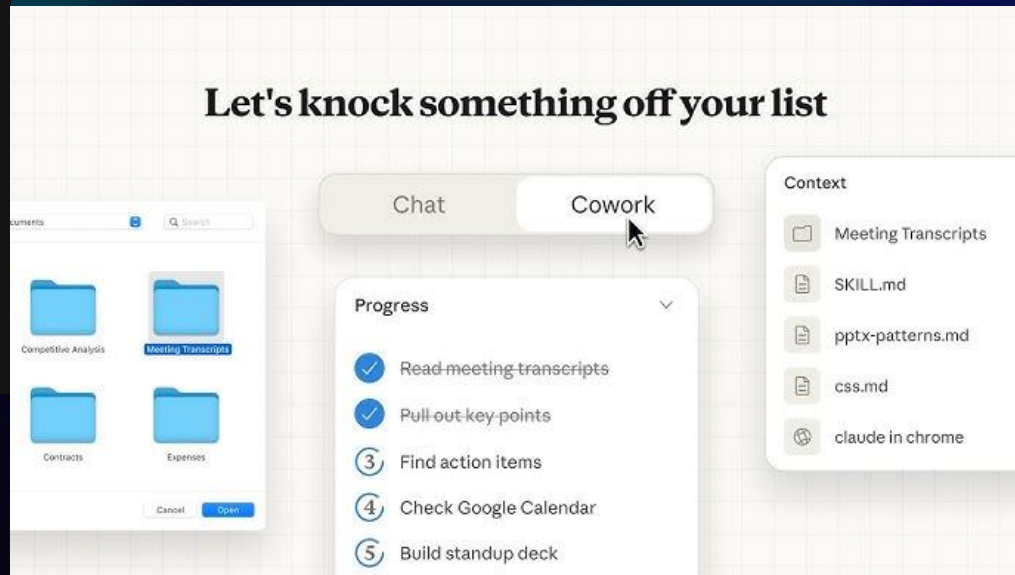 Let's knock something off your list
Chat
Cowork
cuments
Search
Competitive Analysis
Meeting Transcripts
Contracts
Expenses
Cancel
Open
Progress
Read meeting transcripts
Pull out key points
3 Find action items
4 Check Google Calendar
5 Build standup deck
Context
Meeting Transcripts
SKILL.md
pptx-patterns.md
css.md
claude in chrome